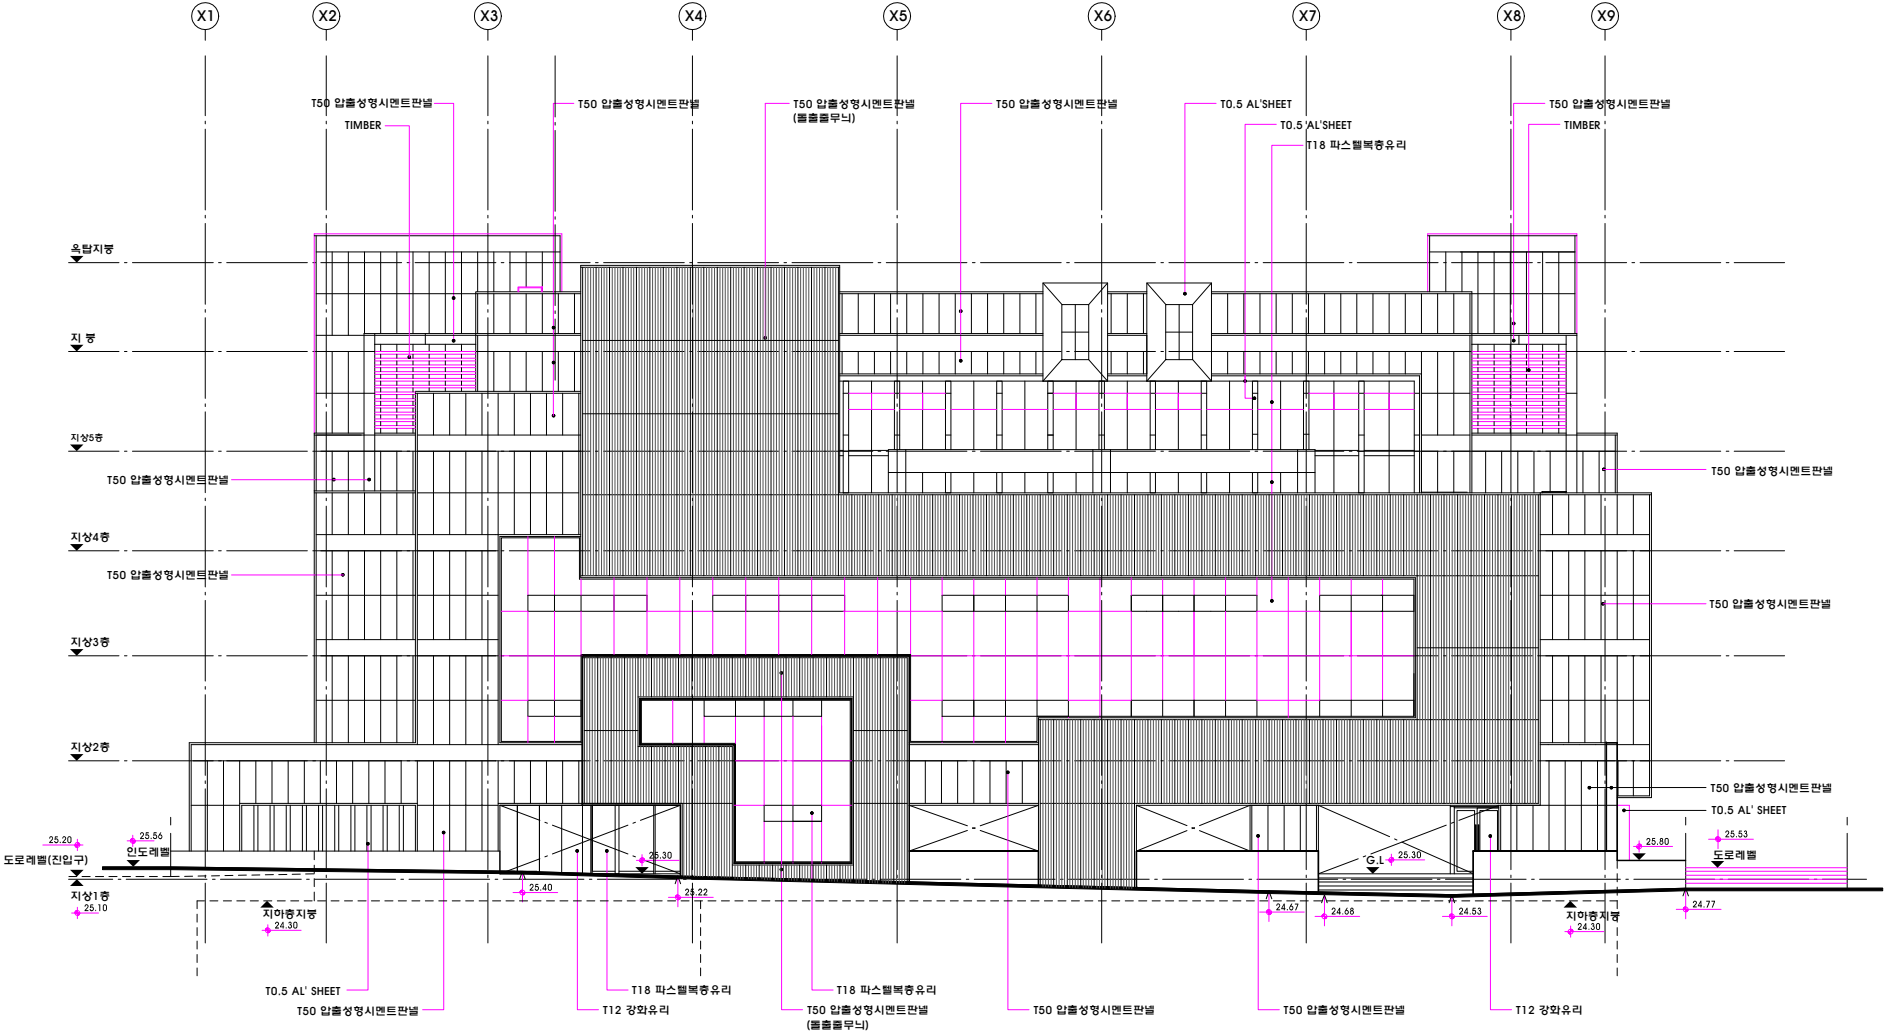 X1 X2 X3 X4 X5 X6 X7 X8 X9
T50 압출성형시멘트판넬
T50 압출성형시멘트판넬
T50 압출성형시멘트판넬
(돌출줄무늬)
T50 압출성형시멘트판넬
T0.5 AL'SHEET
T50 압출성형시멘트판넬
TIMBER
T0.5 AL'SHEET
TIMBER
T18 파스텔복층유리
옥탑지붕
지 붕
지상5층
T50 압출성형시멘트판넬
T50 압출성형시멘트판넬
지상4층
T50 압출성형시멘트판넬
T50 압출성형시멘트판넬
지상3층
지상2층
T50 압출성형시멘트판넬
T0.5 AL' SHEET
25.20
25.56
25.80
25.53
도로레벨(진입구)
인도레벨
25.30
G.L
25.30
도로레벨
지상1층
25.10
25.40
25.22
24.67
24.68
24.53
24.77
지하층지붕
24.30
지하층지붕
24.30
T0.5 AL' SHEET
T18 파스텔복층유리
T18 파스텔복층유리
T50 압출성형시멘트판넬
T12 강화유리
T50 압출성형시멘트판넬
(돌출줄무늬)
T50 압출성형시멘트판넬
T50 압출성형시멘트판넬
T12 강화유리